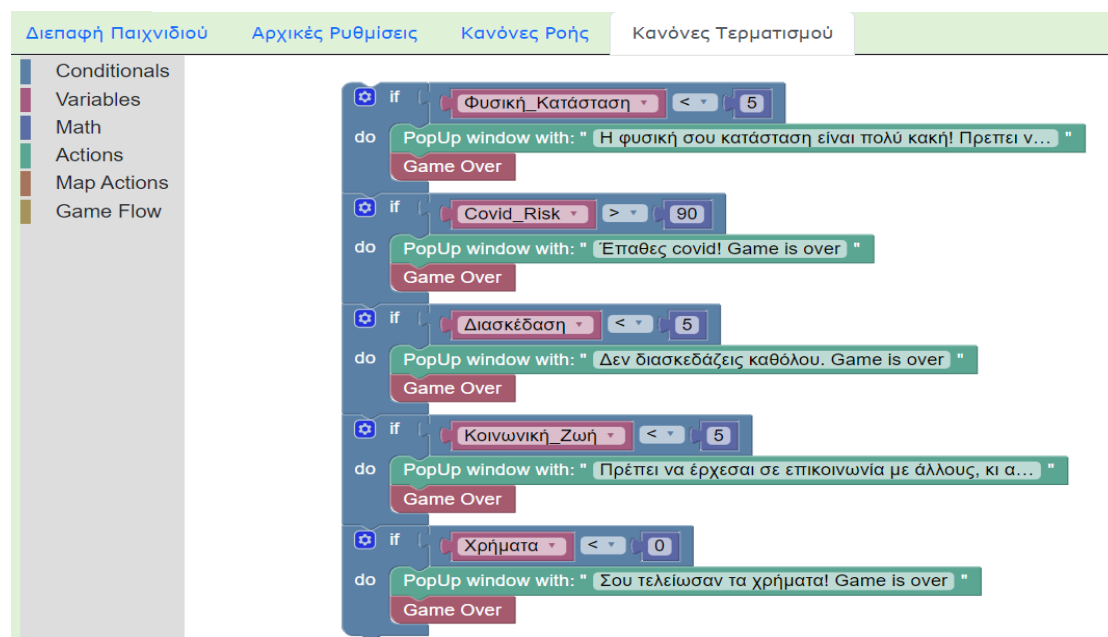 Διεπαφή Παιχνιδιού Αρχικές Ρυθμίσεις Κανόνες Ροής Κανόνες Τερματισμού
Conditionals
Variables
Math
Actions
Map Actions
Game Flow
if Φυσική_Κατάσταση < 5
do PopUp window with: " Η φυσική σου κατάσταση είναι πολύ κακή! Πρεπει ν... "
Game Over
if Covid_Risk > 90
do PopUp window with: " Έπαθες covid! Game is over "
Game Over
if Διασκέδαση < 5
do PopUp window with: " Δεν διασκεδάζεις καθόλου. Game is over "
Game Over
if Κοινωνική_Ζωή < 5
do PopUp window with: " Πρέπει να έρχεσαι σε επικοινωνία με άλλους, κι α... "
Game Over
if Χρήματα < 0
do PopUp window with: " Σου τελείωσαν τα χρήματα! Game is over "
Game Over